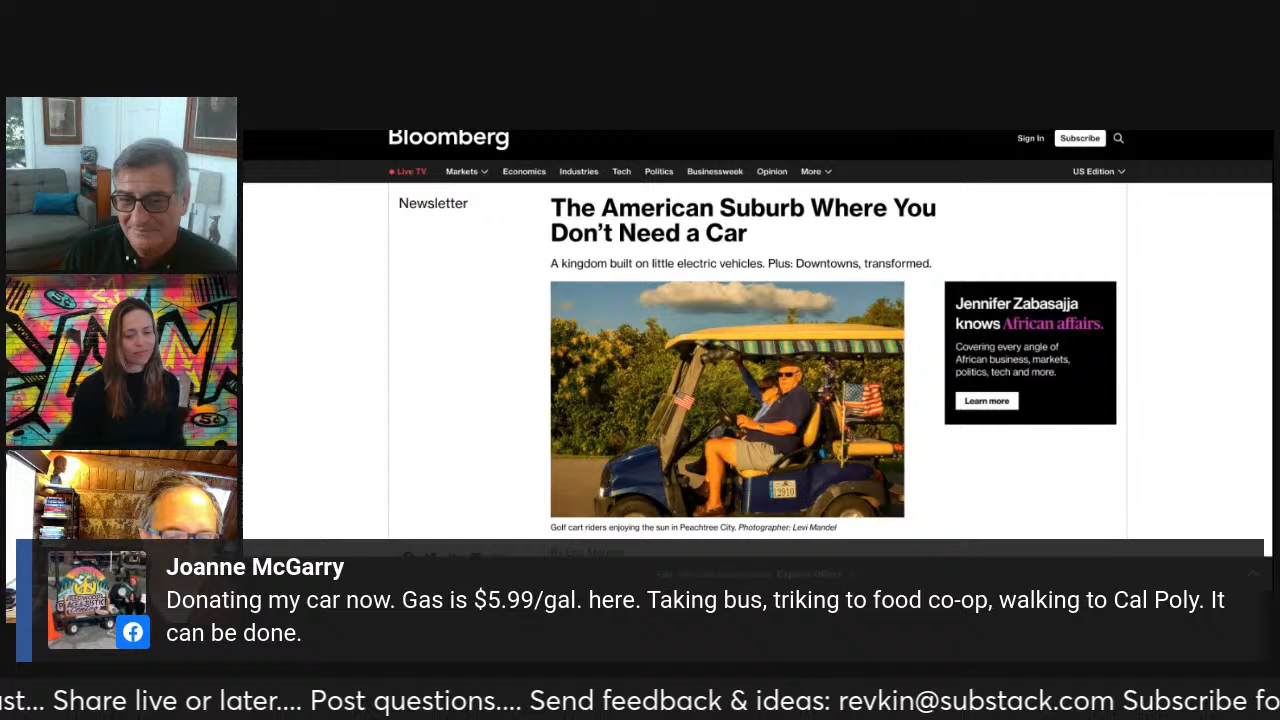 Bloomberg
Sign In
Subscribe
Live TV
Markets
Economics
Industries
Tech
Politics
Businessweek
Opinion
More
US Edition
Newsletter
The American Suburb Where You
Don't Need a Car
A kingdom built on little electric vehicles. Plus: Downtowns, transformed.
Jennifer Zabasajja
knows African affairs.
Covering every angle of
African business, markets,
politics, tech and more.
Learn more
2910
Golf cart riders enjoying the sun in Peachtree City. Photographer: Levi Mandel
Joanne McGarry
Donating my car now. Gas is $5.99/gal. here. Taking bus, triking to food co-op, walking to Cal Poly. It
can be done.
st... Share live or later.... Post questions.... Send feedback & ideas: revkin@substack.com Subscribe fo